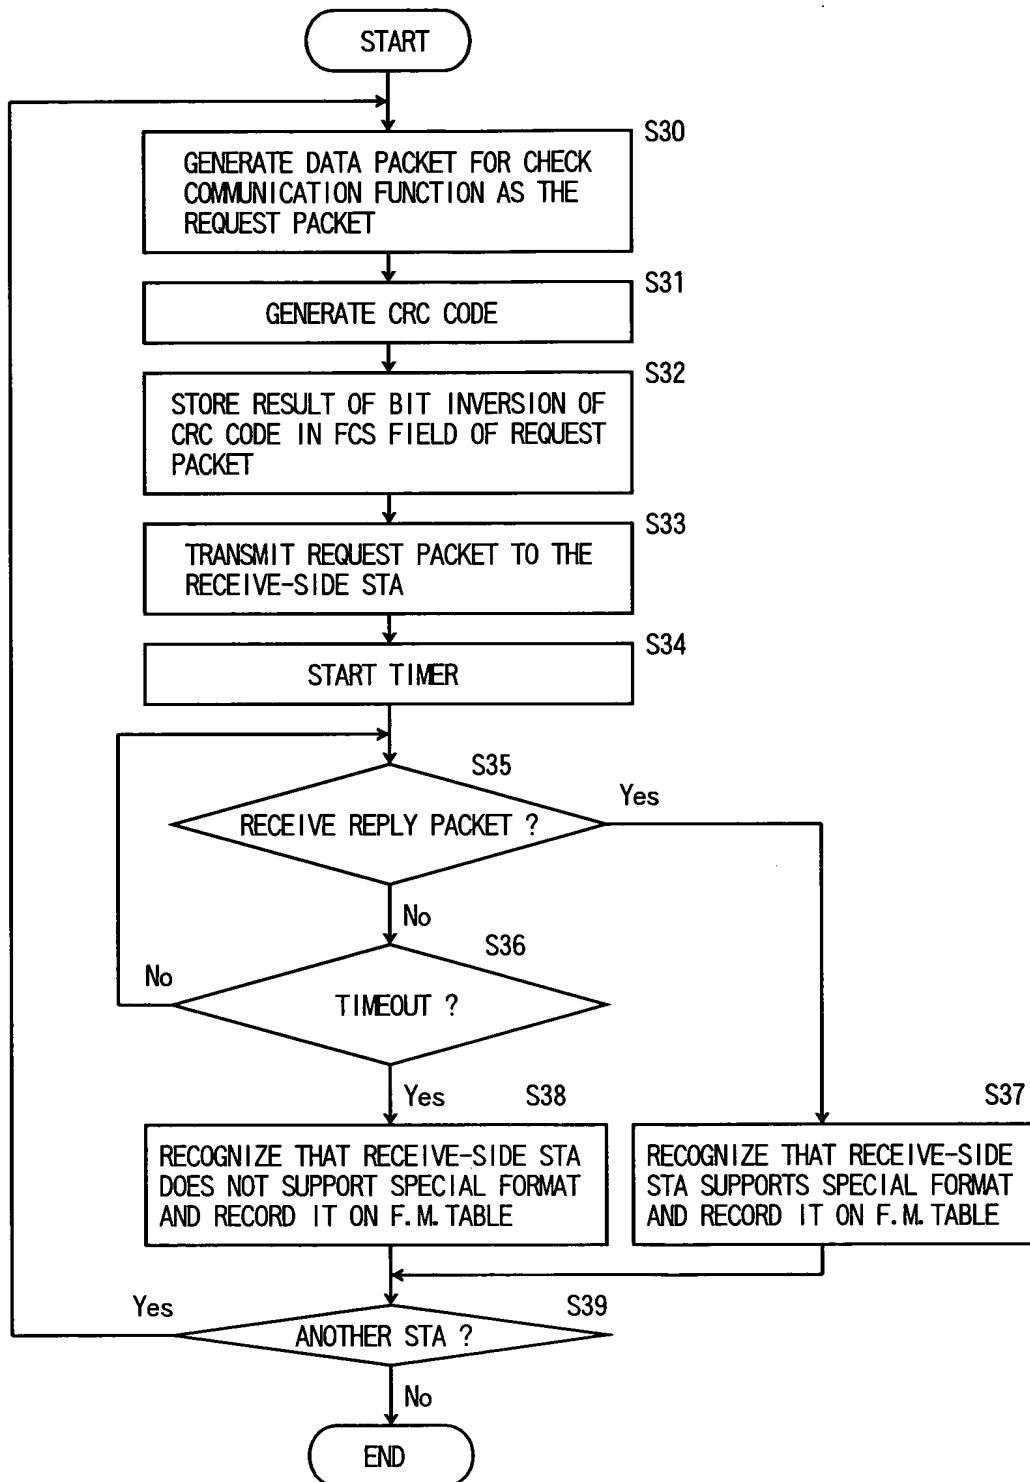 START
S30
GENERATE DATA PACKET FOR CHECK
COMMUNICATION FUNCTION AS THE
REQUEST PACKET
S31
GENERATE CRC CODE
S32
STORE RESULT OF BIT INVERSION OF
CRC CODE IN FCS FIELD OF REQUEST
PACKET
S33
TRANSMIT REQUEST PACKET TO THE
RECEIVE-SIDE STA
S34
START TIMER
S35
RECEIVE REPLY PACKET ?
Yes
No
S36
TIMEOUT ?
No
Yes
S38
RECOGNIZE THAT RECEIVE-SIDE STA
DOES NOT SUPPORT SPECIAL FORMAT
AND RECORD IT ON F.M.TABLE
S37
RECOGNIZE THAT RECEIVE-SIDE
STA SUPPORTS SPECIAL FORMAT
AND RECORD IT ON F.M.TABLE
S39
ANOTHER STA ?
Yes
No
END